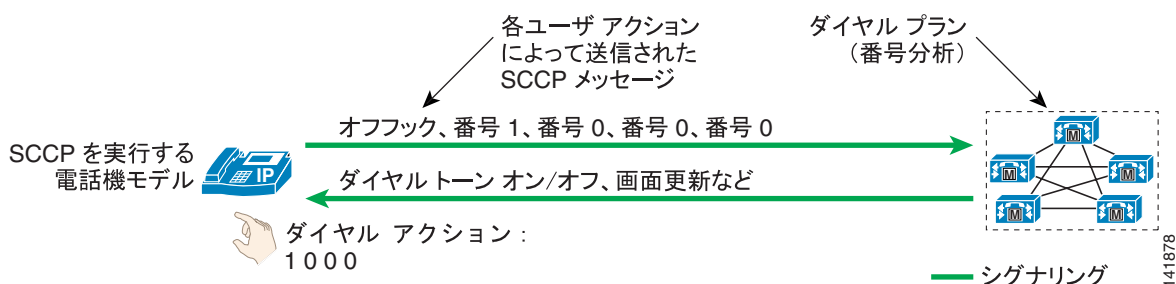 各ユーザ アクション
によって送信された
SCCP メッセージ
ダイヤル プラン
（番号分析）
オフフック、番号 1、番号 0、番号 0、番号 0
SCCP を実行する
電話機モデル
IP
ダイヤルトーン オン/オフ、画面更新など
ダイヤル アクション：
1 0 0 0
M
M
M
M
M
シグナリング
141878